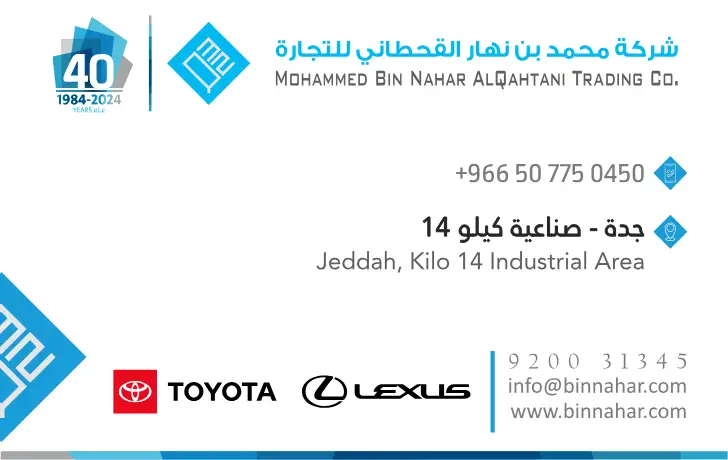 شركة محمد بن نهار القحطاني للتجارة
MOHAMMED BIN NAHAR ALQAHTANI TRADING CO.
40
1984-2024
YEARS عام
+966 50 775 0450
جدة - صناعية كيلو 14
Jeddah, Kilo 14 Industrial Area
TOYOTA
LEXUS
9200 31345
info@binnahar.com
www.binnahar.com